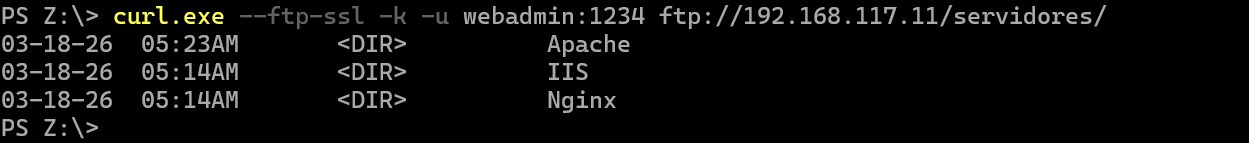 PS Z:\> curl.exe --ftp-ssl -k -u webadmin:1234 ftp://192.168.117.11/servidores/
03-18-26  05:23AM       <DIR>          Apache
03-18-26  05:14AM       <DIR>          IIS
03-18-26  05:14AM       <DIR>          Nginx
PS Z:\>